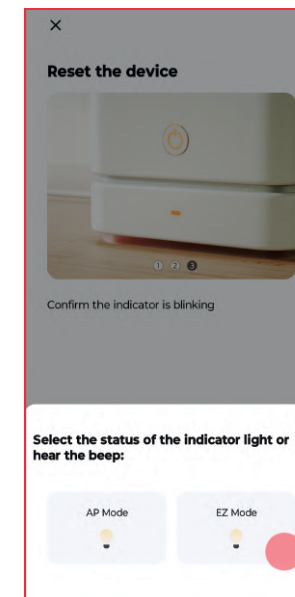 Reset the device
1 2 3
Confirm the indicator is blinking
Select the status of the indicator light or
hear the beep:
AP Mode EZ Mode